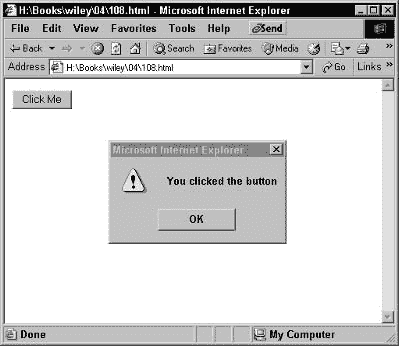 H:\Books\wiley\04\108.html - Microsoft Internet Explorer
File Edit View Favorites Tools Help Send
Back Search Favorites Media »
Address H:\Books\wiley\04\108.html Go Links »
Click Me
Microsoft Internet Explorer
You clicked the button
OK
Done My Computer